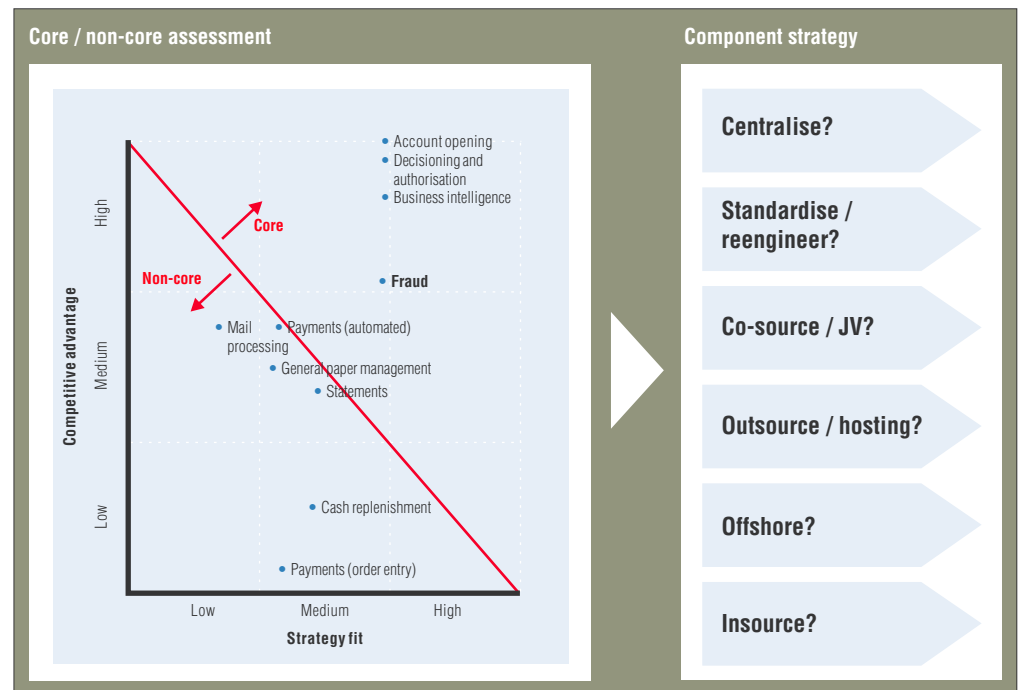 Core / non-core assessment
Competitive advantage
High
Medium
Low
Account opening
Decisioning and
authorisation
Business intelligence
Core
Non-core
Fraud
Mail
processing
Payments (automated)
General paper management
Statements
Cash replenishment
Payments (order entry)
Low
Medium
High
Strategy fit
Component strategy
Centralise?
Standardise /
reengineer?
Co-source / JV?
Outsource / hosting?
Offshore?
Insource?